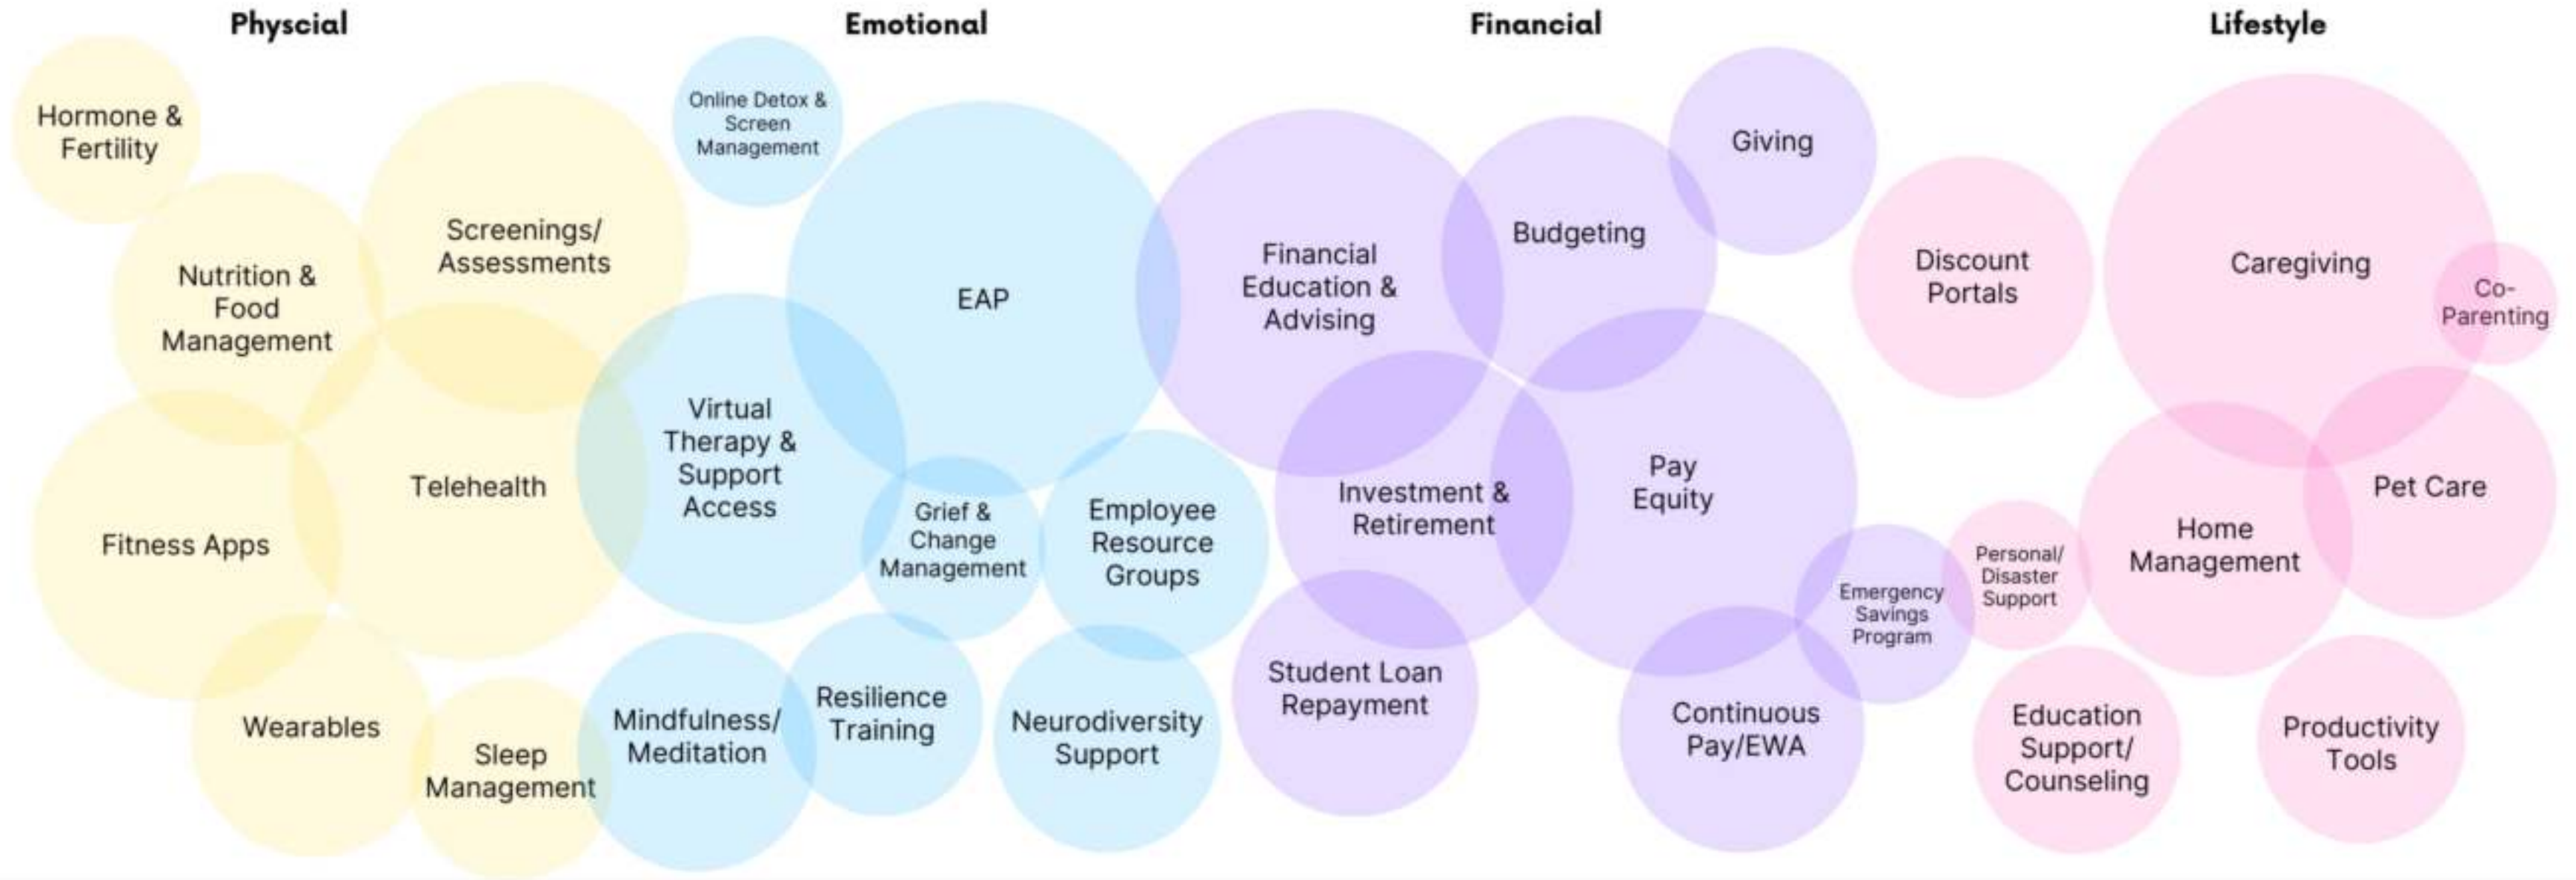 Physcial
Emotional
Financial
Lifestyle
Hormone &
Fertility
Nutrition &
Food
Management
Screenings/
Assessments
Fitness Apps
Telehealth
Wearables
Sleep
Management
Online Detox &
Screen
Management
EAP
Virtual
Therapy &
Support
Access
Grief &
Change
Management
Employee
Resource
Groups
Mindfulness/
Meditation
Resilience
Training
Neurodiversity
Support
Financial
Education &
Advising
Budgeting
Giving
Investment &
Retirement
Pay
Equity
Student Loan
Repayment
Continuous
Pay/EWA
Emergency
Savings
Program
Discount
Portals
Caregiving
Co-
Parenting
Pet Care
Home
Management
Personal/
Disaster
Support
Education
Support/
Counseling
Productivity
Tools